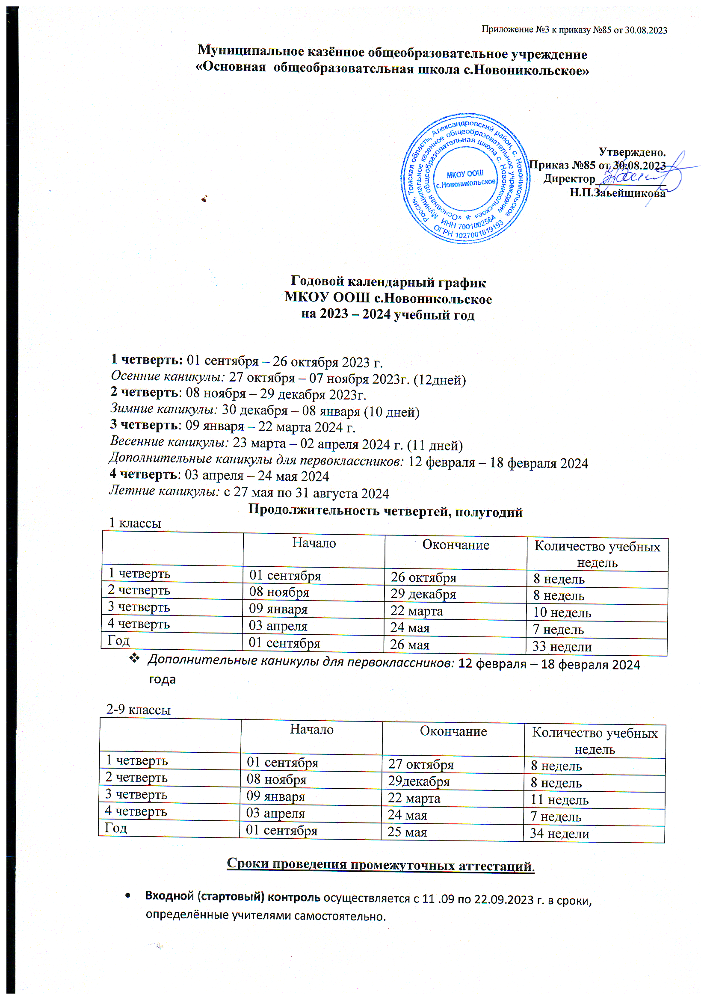 Приложение №3 к приказу №85 от 30.08.2023
Муниципальное казённое общеобразовательное учреждение
«Основная общеобразовательная школа с.Новоникольское»
Россия, Томская область, Александровский район, с. Новоникольское
Муниципальное казенное общеобразовательное учреждение
«Основная общеобразовательная школа с. Новоникольское» *
МКОУ ООШ
с.Новоникольское
ИНН 7001002564
ОГРН 1027001619193
Утверждено.
Приказ №85 от 30.08.2023
Директор____________
Н.П.Заьейщикова
Годовой календарный график
МКОУ ООШ с.Новоникольское
на 2023 – 2024 учебный год
1 четверть: 01 сентября – 26 октября 2023 г.
Осенние каникулы: 27 октября – 07 ноября 2023г. (12дней)
2 четверть: 08 ноября – 29 декабря 2023г.
Зимние каникулы: 30 декабря – 08 января (10 дней)
3 четверть: 09 января – 22 марта 2024 г.
Весенние каникулы: 23 марта – 02 апреля 2024 г. (11 дней)
Дополнительные каникулы для первоклассников: 12 февраля – 18 февраля 2024
4 четверть: 03 апреля – 24 мая 2024
Летние каникулы: с 27 мая по 31 августа 2024
Продолжительность четвертей, полугодий
1 классы
Начало Окончание Количество учебных
недель
1 четверть 01 сентября 26 октября 8 недель
2 четверть 08 ноября 29 декабря 8 недель
3 четверть 09 января 22 марта 10 недель
4 четверть 03 апреля 24 мая 7 недель
Год 01 сентября 26 мая 33 недели
❖ Дополнительные каникулы для первоклассников: 12 февраля – 18 февраля 2024
года
2-9 классы
Начало Окончание Количество учебных
недель
1 четверть 01 сентября 27 октября 8 недель
2 четверть 08 ноября 29декабря 8 недель
3 четверть 09 января 22 марта 11 недель
4 четверть 03 апреля 24 мая 7 недель
Год 01 сентября 25 мая 34 недели
Сроки проведения промежуточных аттестаций.
• Входной (стартовый) контроль осуществляется с 11 .09 по 22.09.2023 г. в сроки,
определённые учителями самостоятельно.